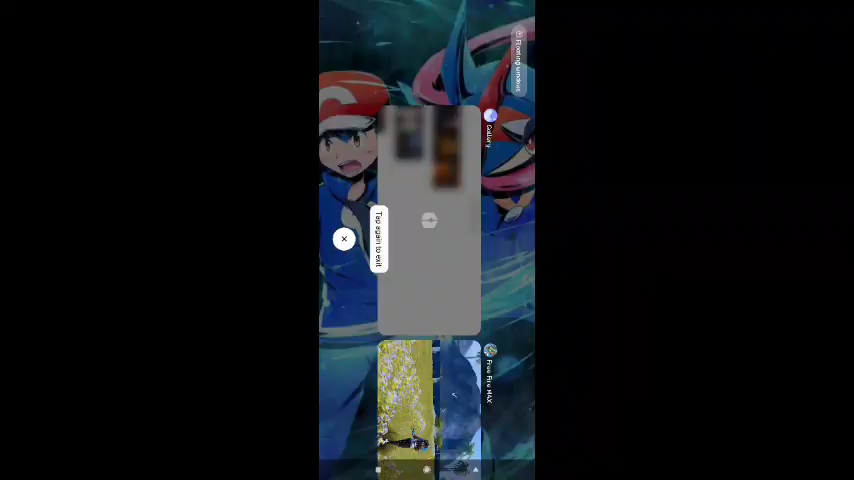 Floating windows
Gallery
Tap again to exit
Free Fire MAX